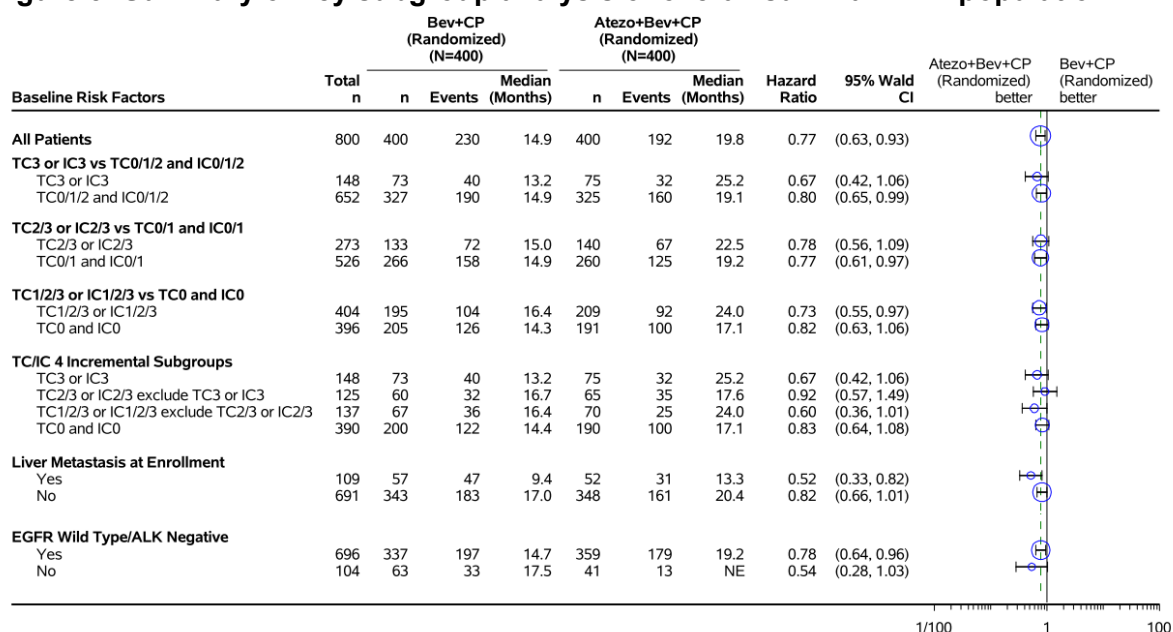 Bev+CP Atezo+Bev+CP
(Randomized) (Randomized)
(N=400) (N=400)
Atezo+Bev+CP Bev+CP
Total Median Median Hazard 95% Wald (Randomized) (Randomized)
Baseline Risk Factors n n Events (Months) n Events (Months) Ratio CI better better
All Patients 800 400 230 14.9 400 192 19.8 0.77 (0.63, 0.93)
TC3 or IC3 vs TC0/1/2 and IC0/1/2
TC3 or IC3 148 73 40 13.2 75 32 25.2 0.67 (0.42, 1.06)
TC0/1/2 and IC0/1/2 652 327 190 14.9 325 160 19.1 0.80 (0.65, 0.99)
TC2/3 or IC2/3 vs TC0/1 and IC0/1
TC2/3 or IC2/3 273 133 72 15.0 140 67 22.5 0.78 (0.56, 1.09)
TC0/1 and IC0/1 526 266 158 14.9 260 125 19.2 0.77 (0.61, 0.97)
TC1/2/3 or IC1/2/3 vs TC0 and IC0
TC1/2/3 or IC1/2/3 404 195 104 16.4 209 92 24.0 0.73 (0.55, 0.97)
TC0 and IC0 396 205 126 14.3 191 100 17.1 0.82 (0.63, 1.06)
TC/IC 4 Incremental Subgroups
TC3 or IC3 148 73 40 13.2 75 32 25.2 0.67 (0.42, 1.06)
TC2/3 or IC2/3 exclude TC3 or IC3 125 60 32 16.7 65 35 17.6 0.92 (0.57, 1.49)
TC1/2/3 or IC1/2/3 exclude TC2/3 or IC2/3 137 67 36 16.4 70 25 24.0 0.60 (0.36, 1.01)
TC0 and IC0 390 200 122 14.4 190 100 17.1 0.83 (0.64, 1.08)
Liver Metastasis at Enrollment
Yes 109 57 47 9.4 52 31 13.3 0.52 (0.33, 0.82)
No 691 343 183 17.0 348 161 20.4 0.82 (0.66, 1.01)
EGFR Wild Type/ALK Negative
Yes 696 337 197 14.7 359 179 19.2 0.78 (0.64, 0.96)
No 104 63 33 17.5 41 13 NE 0.54 (0.28, 1.03)
1/100 1 100